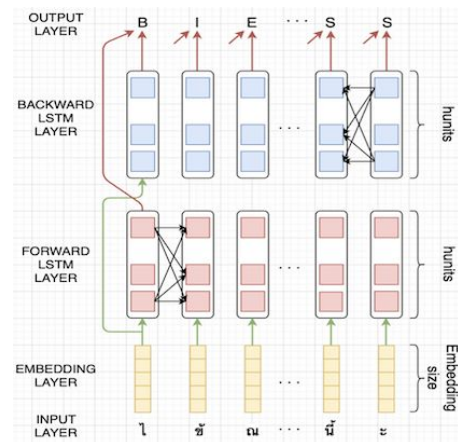 OUTPUT LAYER
B I E · · · S S
BACKWARD LSTM LAYER
hunits
FORWARD LSTM LAYER
hunits
EMBEDDING LAYER
Embedding size
INPUT LAYER
ไ ข้ ณ · · · นี้ ะ